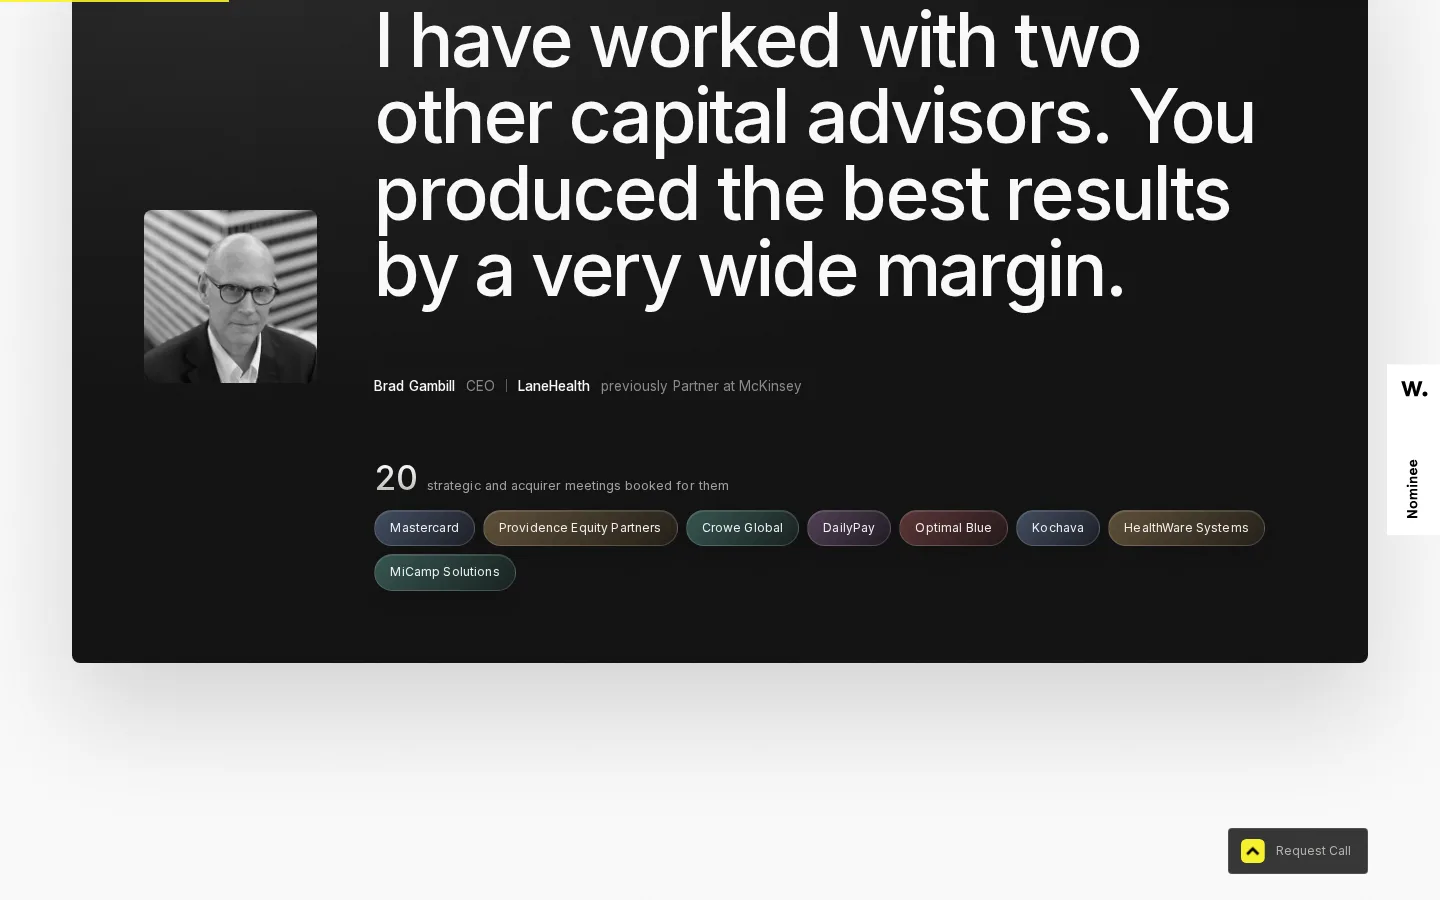 I have worked with two
other capital advisors. You
produced the best results
by a very wide margin.
Brad Gambill CEO LaneHealth previously Partner at McKinsey
20 strategic and acquirer meetings booked for them
Mastercard Providence Equity Partners Crowe Global DailyPay Optimal Blue Kochava HealthWare Systems
MiCamp Solutions
W.
Nominee
Request Call